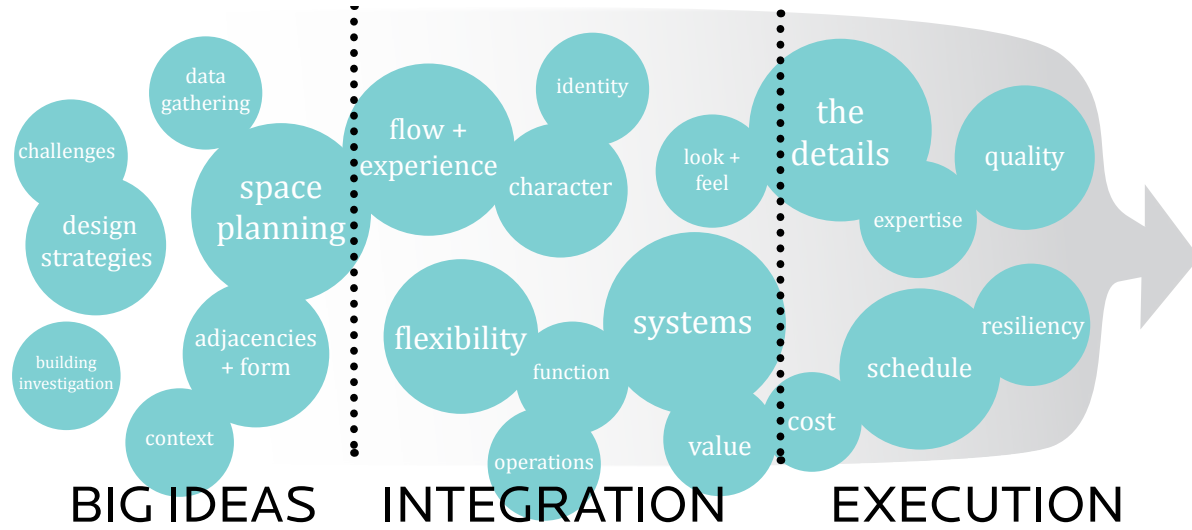 data
gathering
challenges
space
planning
design
strategies
adjacencies
+ form
building
investigation
context
flow +
experience
identity
character
look +
feel
flexibility
systems
function
operations
value
the
details
quality
expertise
resiliency
schedule
cost
BIG IDEAS
INTEGRATION
EXECUTION